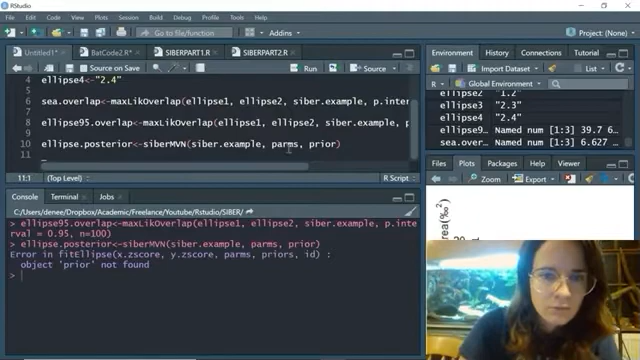 RStudio
File Edit Code View Plots Session Build Debug Profile Tools Help
Go to file/function
Addins
Project: (None)
Untitled1*
BatCode2.R*
SIBERPART1.R
SIBERPART2.R
Source on Save
Run
Source
4 ellipse4<-"2.4"
5
6 sea.overlap<-maxLikOverlap(ellipse1, ellipse2, siber.example, p.inter
7
8 ellipse95.overlap<-maxLikOverlap(ellipse1, ellipse2, siber.example, p
9
10 ellipse.posterior<-siberMVN(siber.example, parms, prior)
11
11:1 (Top Level)
R Script
Console Terminal Jobs
C:/Users/denee/Dropbox/Academic/Freelance/Youtube/Rstudio/SIBER/
> ellipse95.overlap<-maxLikOverlap(ellipse1, ellipse2, siber.example, p.inte
rval = 0.95, n=100)
> ellipse.posterior<-siberMVN(siber.example, parms, prior)
Error in fitEllipse(x.zscore, y.zscore, parms, priors, id) :
object 'prior' not found
>
Environment History Connections Tutorial
Import Dataset List
R Global Environment
ellipse2 "1.2"
ellipse3 "2.3"
ellipse4 "2.4"
ellipse9… Named num [1:3] 39.7 6
sea.over… Named num [1:3] 6.627
Files Plots Packages Help Viewer
Zoom Export